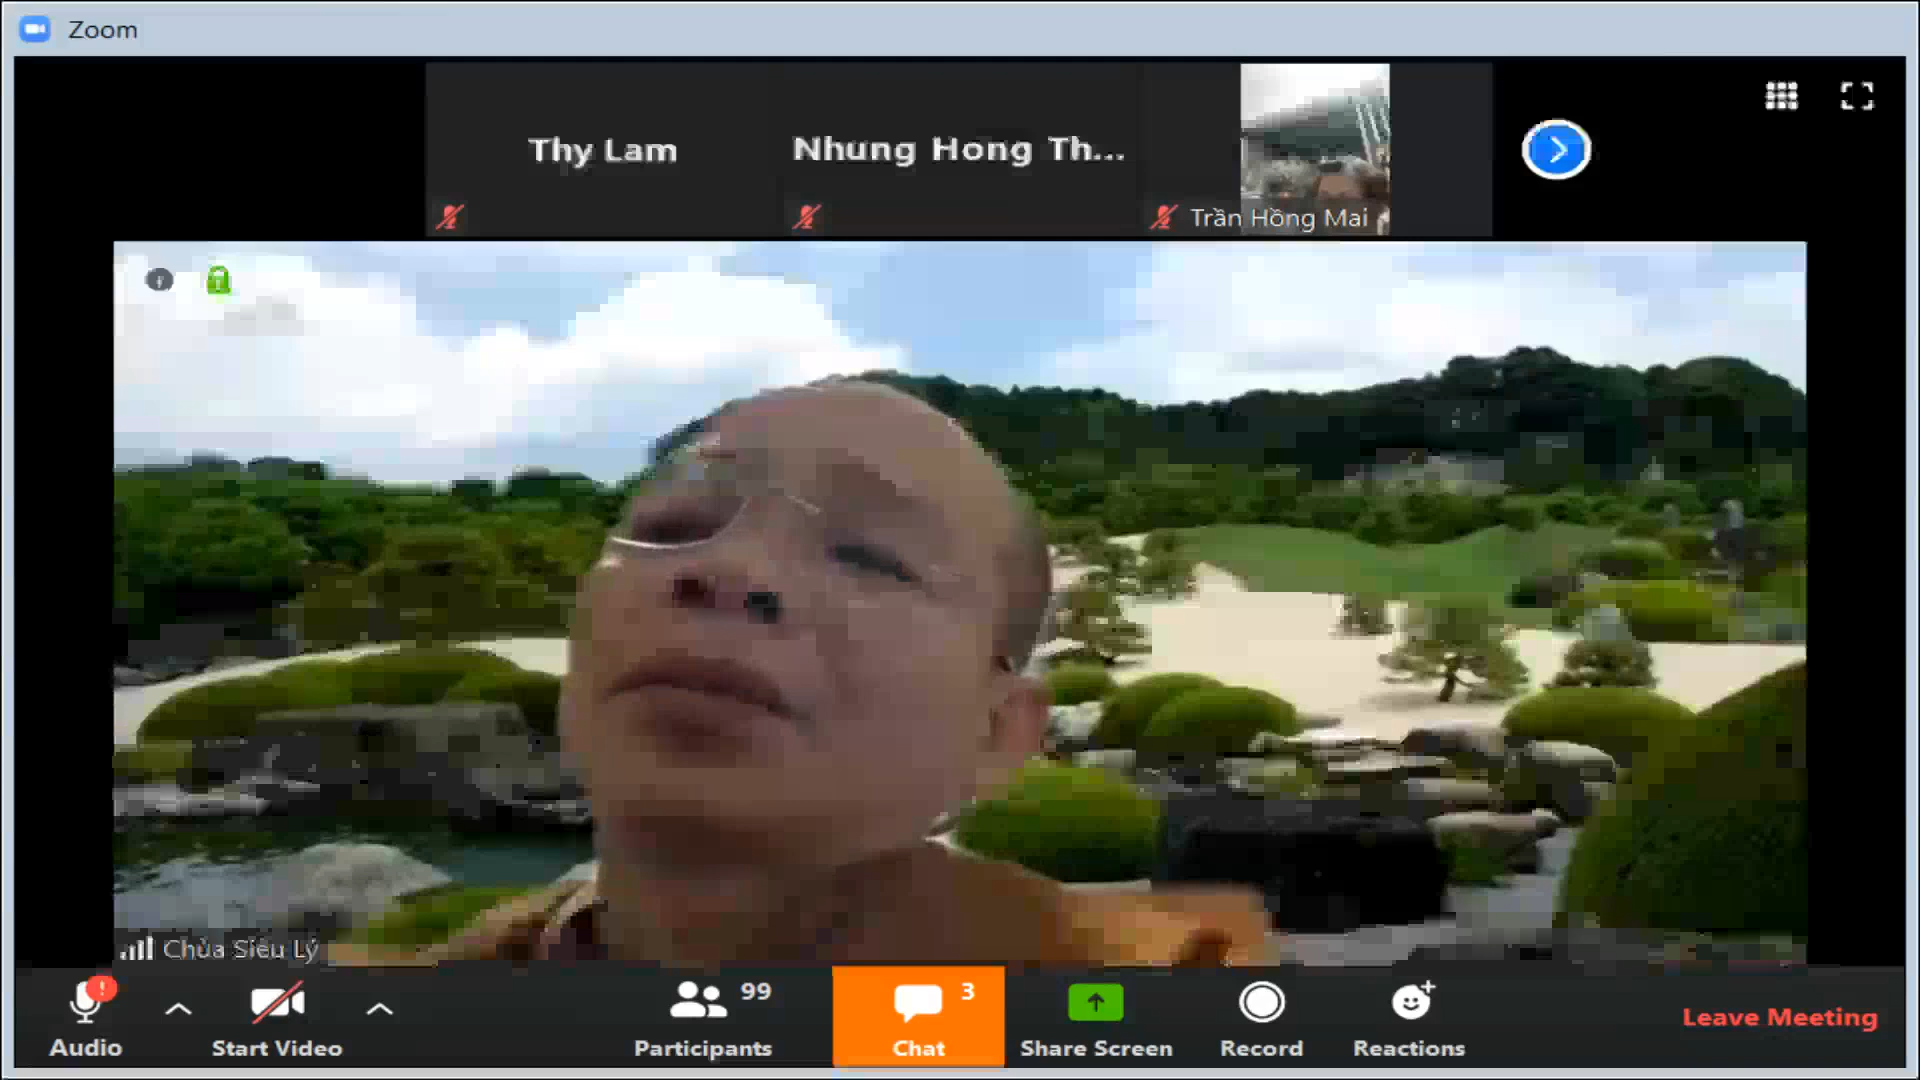 Zoom
Thy Lam
Nhung Hong Th...
Trần Hồng Mai
Chùa Siêu Lý
99
3
Audio
Start Video
Participants
Chat
Share Screen
Record
Reactions
Leave Meeting